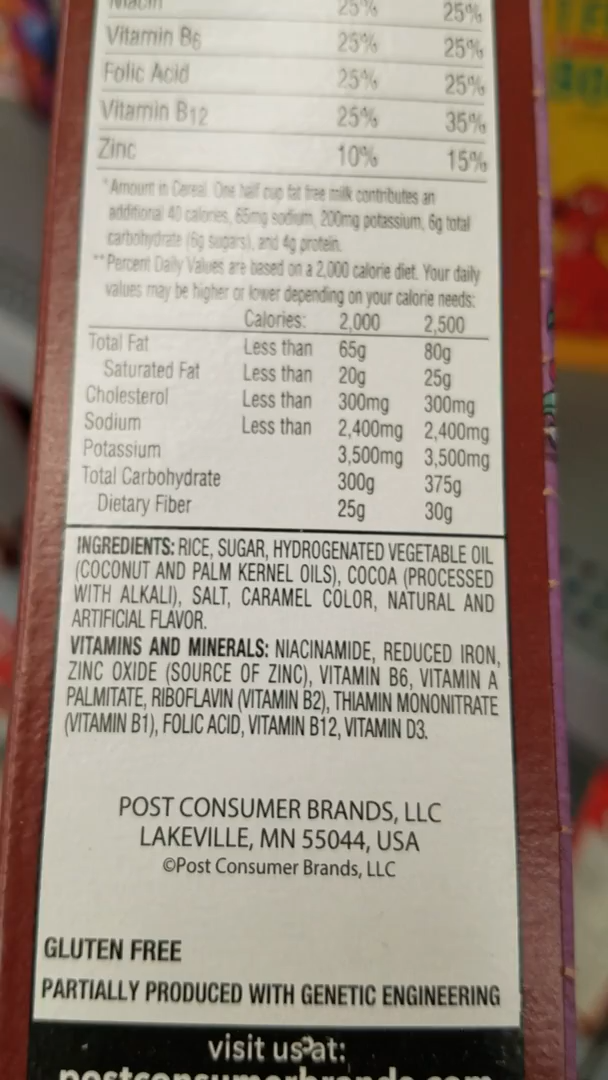 Niacin 25% 25%
Vitamin B6 25% 25%
Folic Acid 25% 25%
Vitamin B12 25% 35%
Zinc 10% 15%
*Amount in Cereal. One half cup fat free milk contributes an
additional 40 calories, 65mg sodium, 200mg potassium, 6g total
carbohydrate (6g sugars), and 4g protein.
**Percent Daily Values are based on a 2,000 calorie diet. Your daily
values may be higher or lower depending on your calorie needs:
Calories: 2,000 2,500
Total Fat Less than 65g 80g
Saturated Fat Less than 20g 25g
Cholesterol Less than 300mg 300mg
Sodium Less than 2,400mg 2,400mg
Potassium 3,500mg 3,500mg
Total Carbohydrate 300g 375g
Dietary Fiber 25g 30g
INGREDIENTS: RICE, SUGAR, HYDROGENATED VEGETABLE OIL
(COCONUT AND PALM KERNEL OILS), COCOA (PROCESSED
WITH ALKALI), SALT, CARAMEL COLOR, NATURAL AND
ARTIFICIAL FLAVOR.
VITAMINS AND MINERALS: NIACINAMIDE, REDUCED IRON,
ZINC OXIDE (SOURCE OF ZINC), VITAMIN B6, VITAMIN A
PALMITATE, RIBOFLAVIN (VITAMIN B2), THIAMIN MONONITRATE
(VITAMIN B1), FOLIC ACID, VITAMIN B12, VITAMIN D3.
POST CONSUMER BRANDS, LLC
LAKEVILLE, MN 55044, USA
©Post Consumer Brands, LLC
GLUTEN FREE
PARTIALLY PRODUCED WITH GENETIC ENGINEERING
visit us at:
postconsumerbrands.com